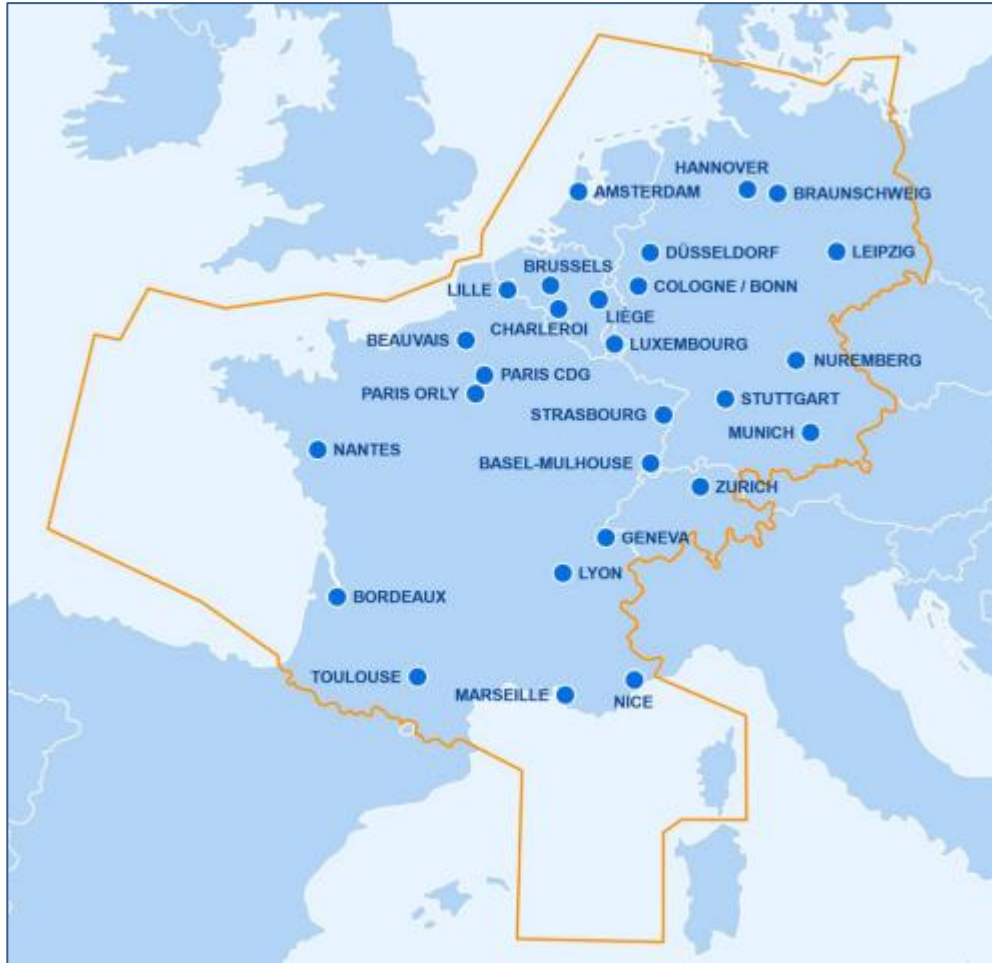 HANNOVER
AMSTERDAM
BRAUNSCHWEIG
DÜSSELDORF
LEIPZIG
BRUSSELS
LILLE
COLOGNE / BONN
LIÈGE
CHARLEROI
BEAUVAIS
LUXEMBOURG
NUREMBERG
PARIS CDG
PARIS ORLY
STUTTGART
STRASBOURG
MUNICH
NANTES
BASEL-MULHOUSE
ZURICH
GENEVA
LYON
BORDEAUX
TOULOUSE
MARSEILLE
NICE